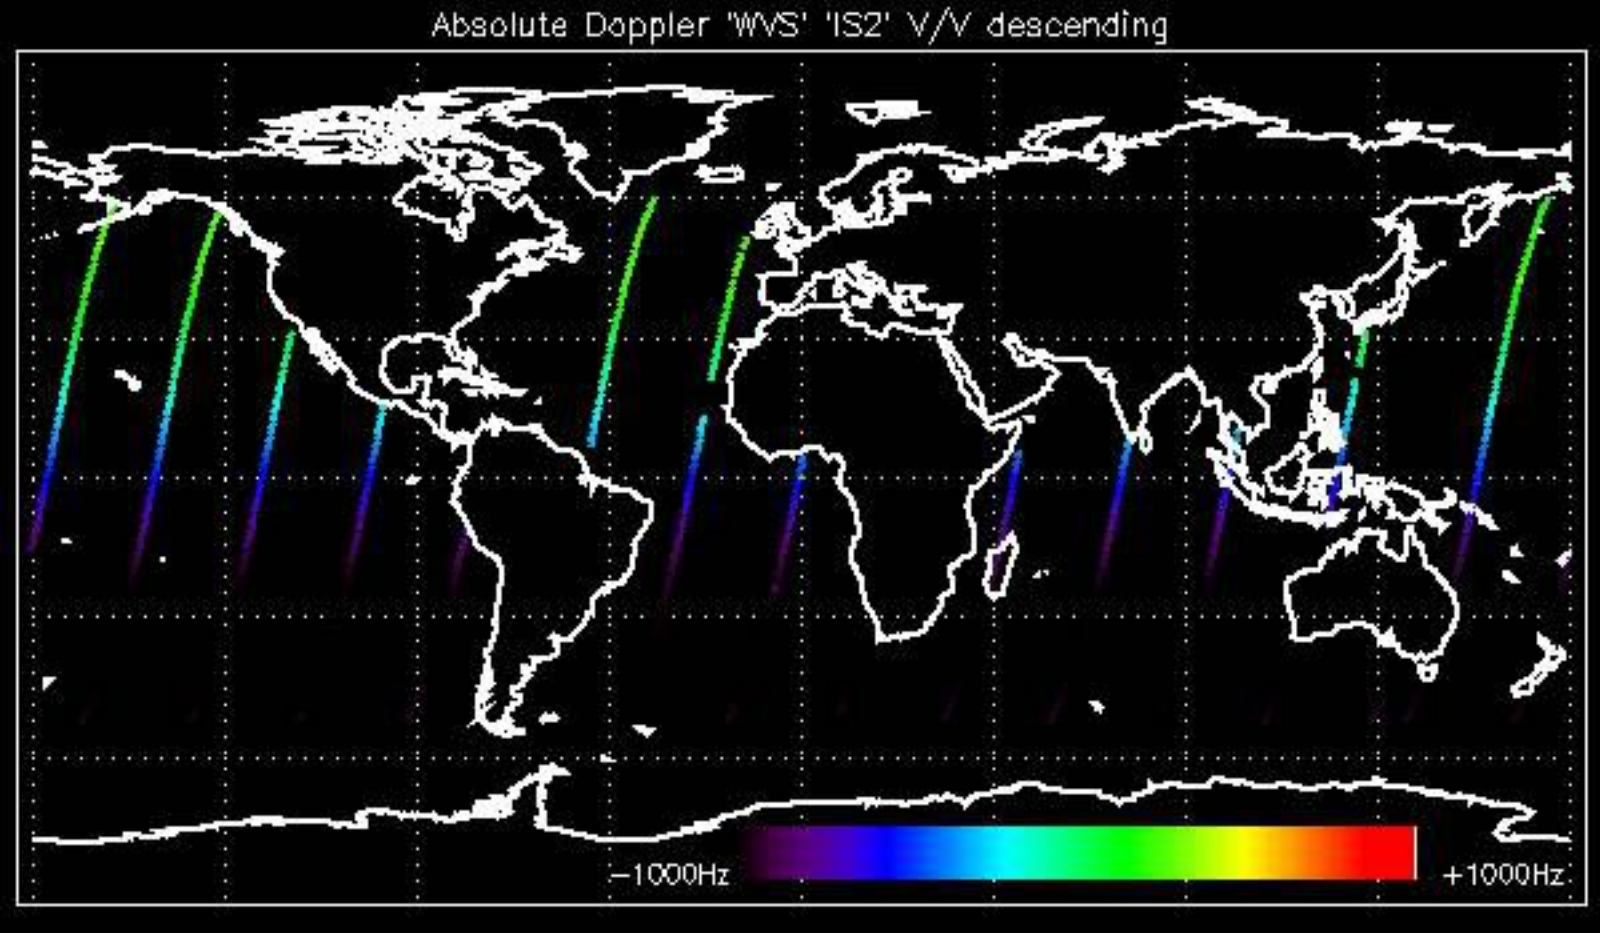 Absolute Doppler 'WVS' 'IS2' V/V descending
−1000Hz +1000Hz